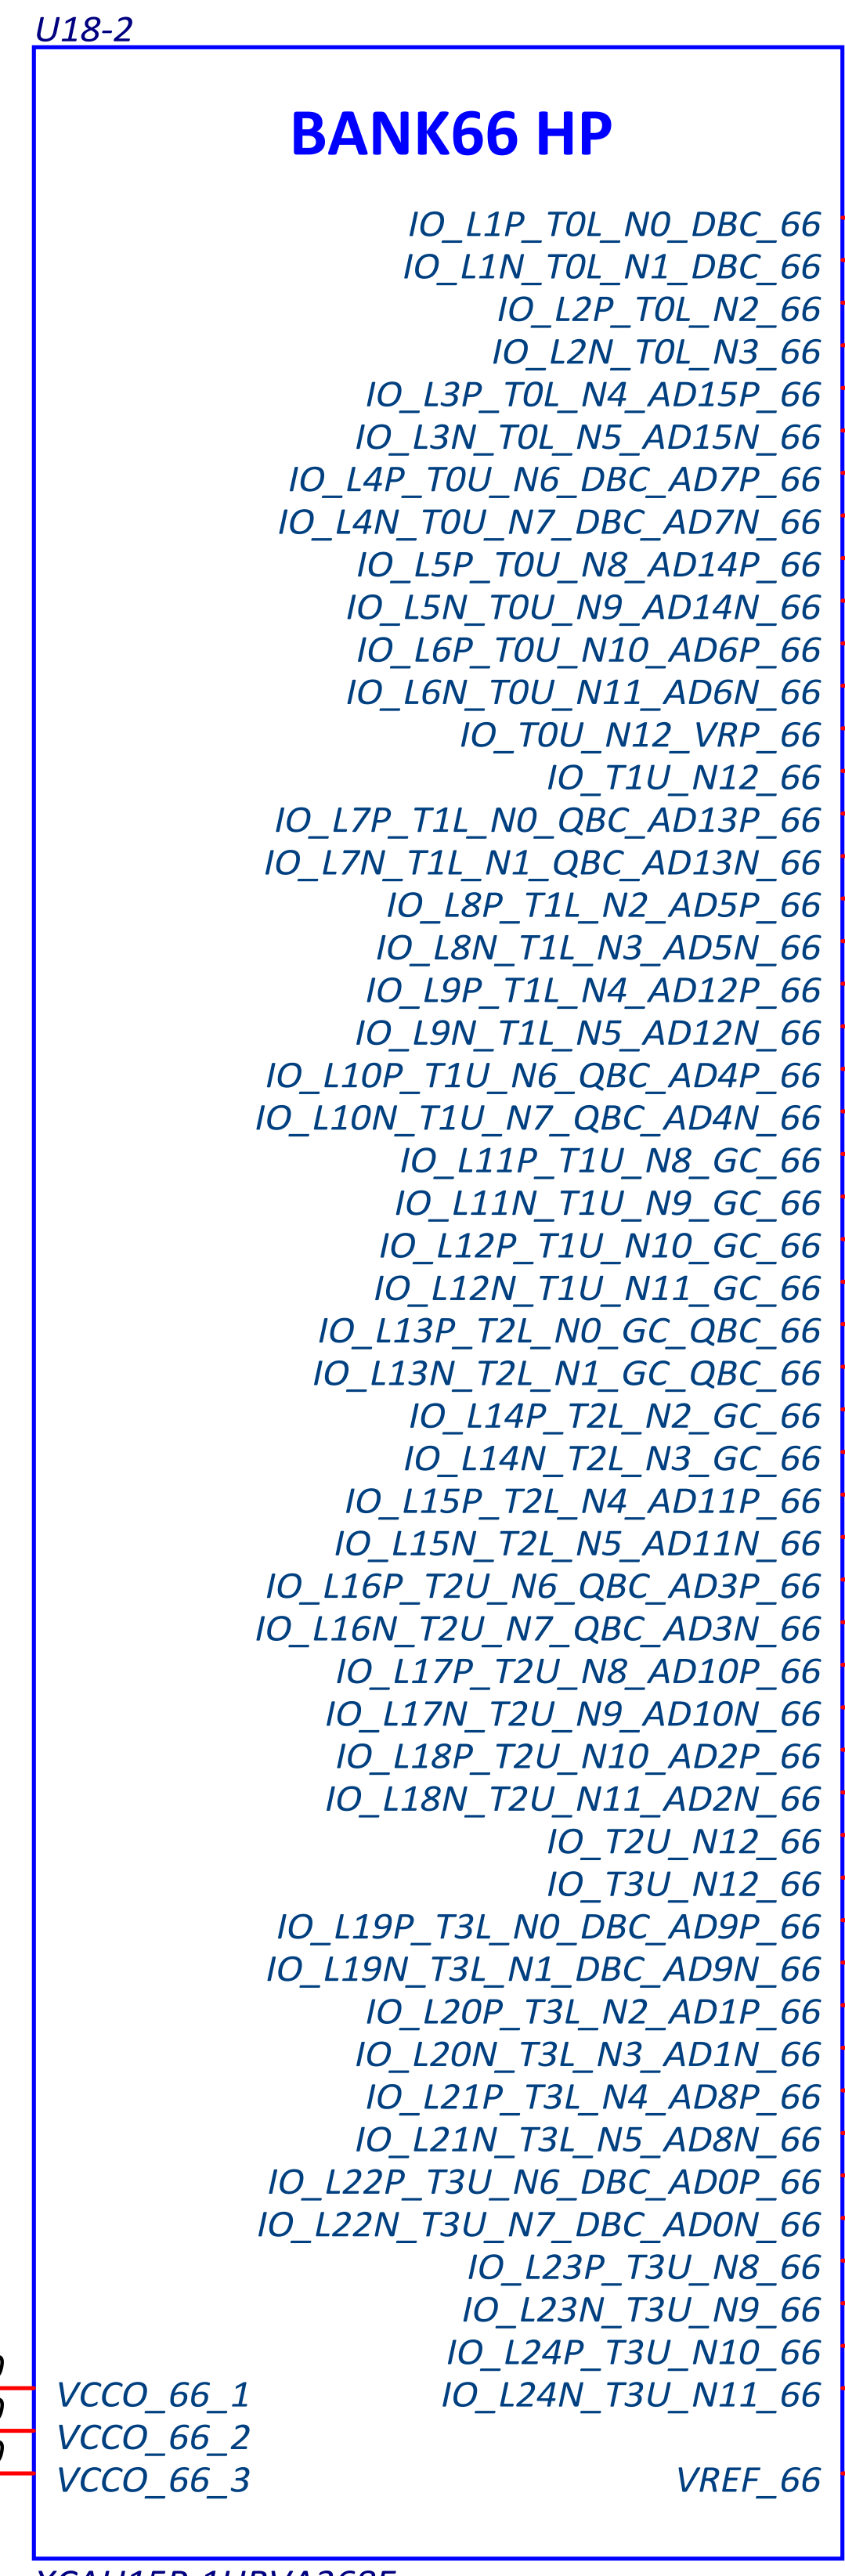 U18-2
BANK66 HP
IO_L1P_T0L_N0_DBC_66
IO_L1N_T0L_N1_DBC_66
IO_L2P_T0L_N2_66
IO_L2N_T0L_N3_66
IO_L3P_T0L_N4_AD15P_66
IO_L3N_T0L_N5_AD15N_66
IO_L4P_T0U_N6_DBC_AD7P_66
IO_L4N_T0U_N7_DBC_AD7N_66
IO_L5P_T0U_N8_AD14P_66
IO_L5N_T0U_N9_AD14N_66
IO_L6P_T0U_N10_AD6P_66
IO_L6N_T0U_N11_AD6N_66
IO_T0U_N12_VRP_66
IO_T1U_N12_66
IO_L7P_T1L_N0_QBC_AD13P_66
IO_L7N_T1L_N1_QBC_AD13N_66
IO_L8P_T1L_N2_AD5P_66
IO_L8N_T1L_N3_AD5N_66
IO_L9P_T1L_N4_AD12P_66
IO_L9N_T1L_N5_AD12N_66
IO_L10P_T1U_N6_QBC_AD4P_66
IO_L10N_T1U_N7_QBC_AD4N_66
IO_L11P_T1U_N8_GC_66
IO_L11N_T1U_N9_GC_66
IO_L12P_T1U_N10_GC_66
IO_L12N_T1U_N11_GC_66
IO_L13P_T2L_N0_GC_QBC_66
IO_L13N_T2L_N1_GC_QBC_66
IO_L14P_T2L_N2_GC_66
IO_L14N_T2L_N3_GC_66
IO_L15P_T2L_N4_AD11P_66
IO_L15N_T2L_N5_AD11N_66
IO_L16P_T2U_N6_QBC_AD3P_66
IO_L16N_T2U_N7_QBC_AD3N_66
IO_L17P_T2U_N8_AD10P_66
IO_L17N_T2U_N9_AD10N_66
IO_L18P_T2U_N10_AD2P_66
IO_L18N_T2U_N11_AD2N_66
IO_T2U_N12_66
IO_T3U_N12_66
IO_L19P_T3L_N0_DBC_AD9P_66
IO_L19N_T3L_N1_DBC_AD9N_66
IO_L20P_T3L_N2_AD1P_66
IO_L20N_T3L_N3_AD1N_66
IO_L21P_T3L_N4_AD8P_66
IO_L21N_T3L_N5_AD8N_66
IO_L22P_T3U_N6_DBC_AD0P_66
IO_L22N_T3U_N7_DBC_AD0N_66
IO_L23P_T3U_N8_66
IO_L23N_T3U_N9_66
IO_L24P_T3U_N10_66
VCCO_66_1 IO_L24N_T3U_N11_66
VCCO_66_2
VCCO_66_3 VREF_66